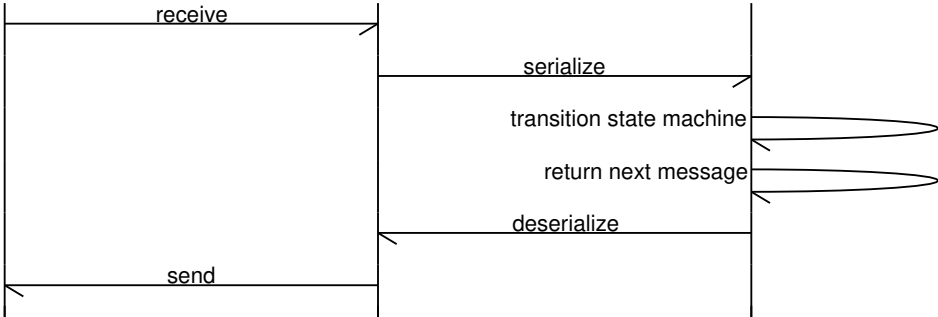 receive
serialize
transition state machine
return next message
deserialize
send